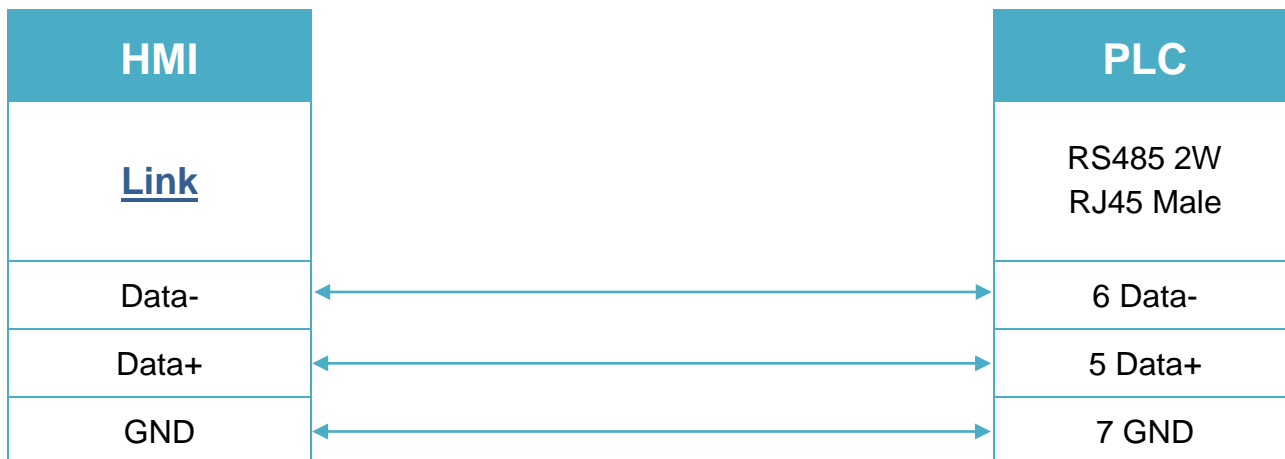 HMI
PLC
Link
RS485 2W
RJ45 Male
Data-
6 Data-
Data+
5 Data+
GND
7 GND